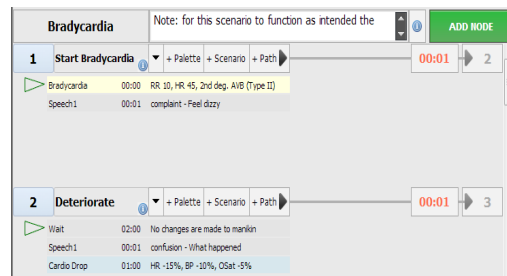 Bradycardia
Note: for this scenario to function as intended the
ADD NODE
1 Start Bradycardia + Palette + Scenario + Path 00:01 2
Bradycardia 00:00 RR 10, HR 45, 2nd deg. AVB (Type II)
Speech1 00:01 complaint - Feel dizzy
2 Deteriorate + Palette + Scenario + Path 00:01 3
Wait 02:00 No changes are made to manikin
Speech1 00:01 confusion - What happened
Cardio Drop 01:00 HR -15%, BP -10%, OSat -5%